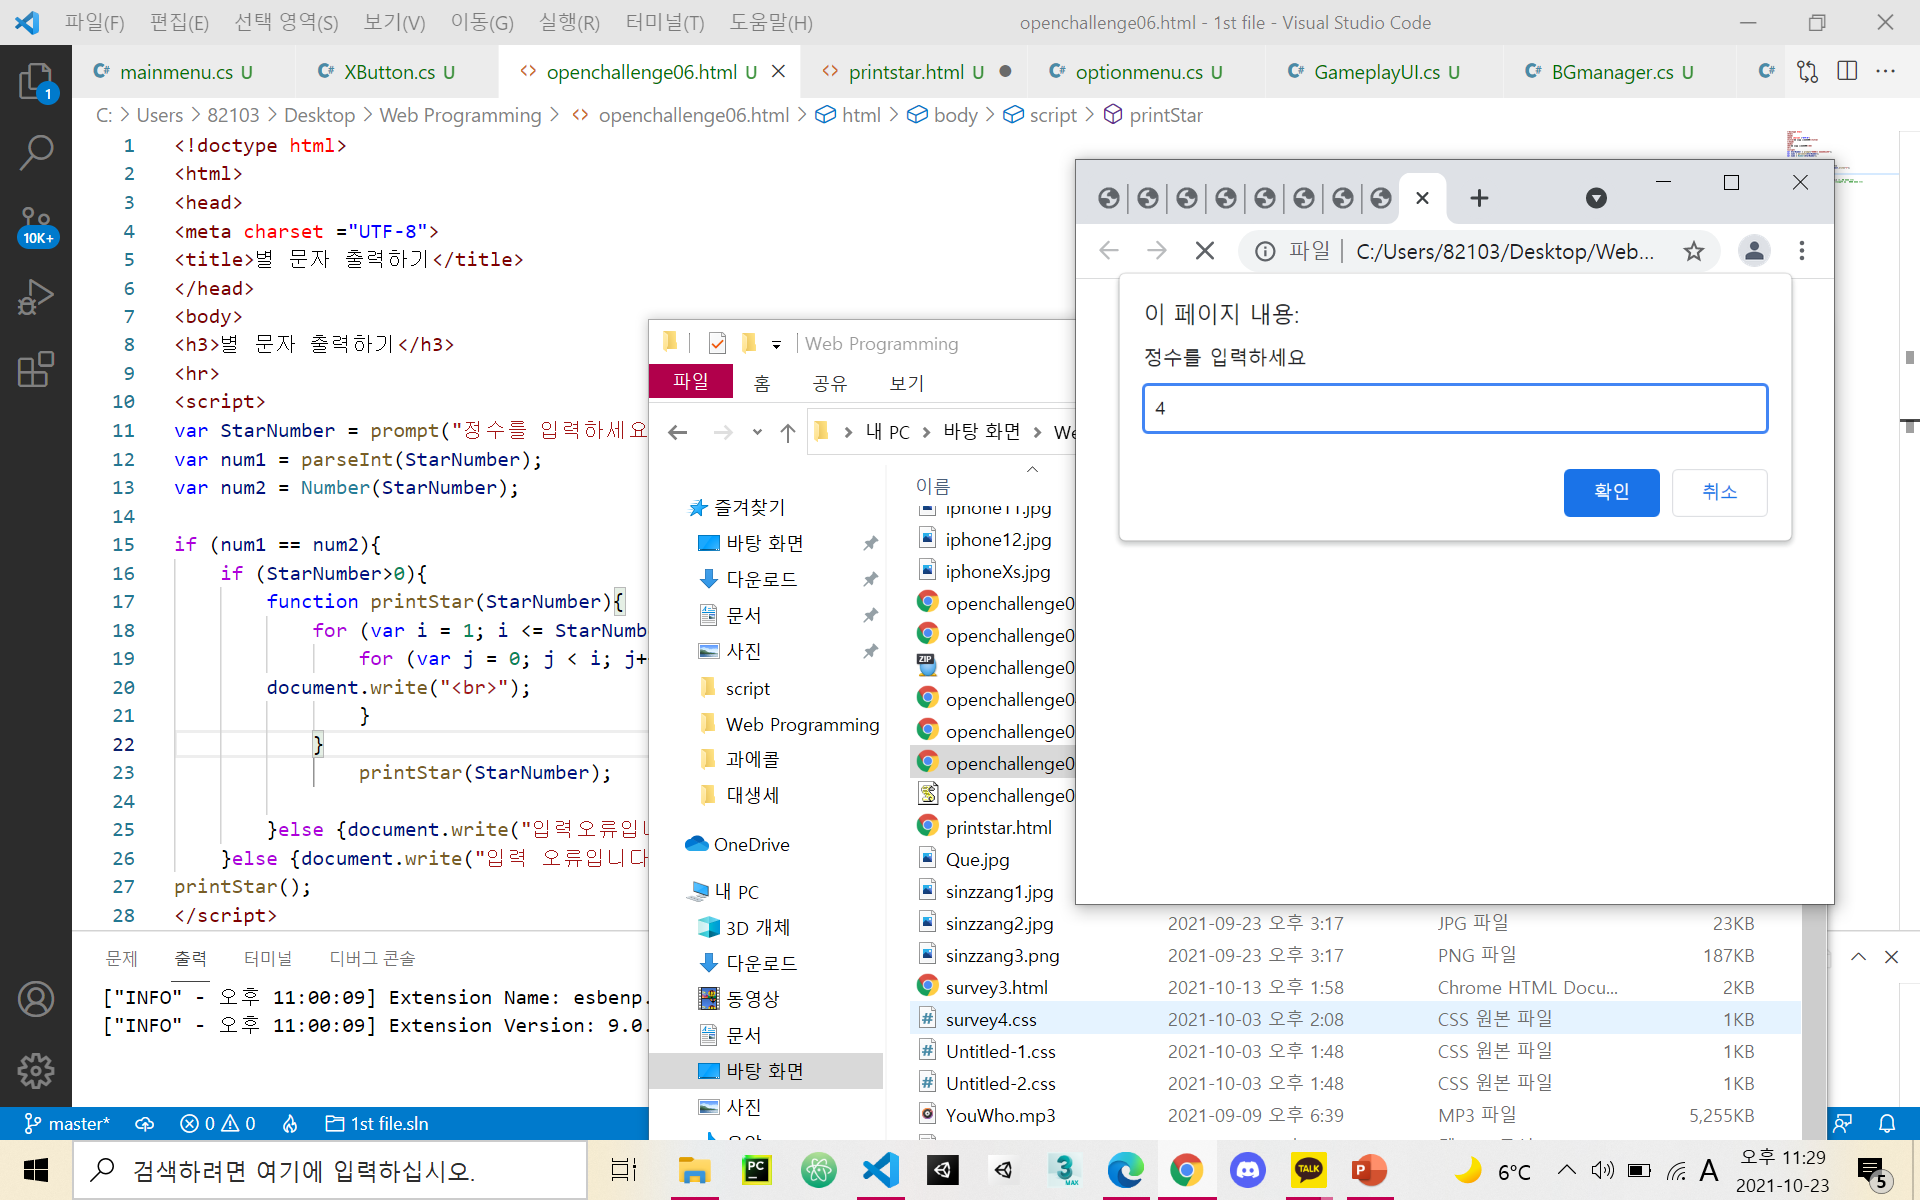 파일(F) 편집(E) 선택 영역(S) 보기(V) 이동(G) 실행(R) 터미널(T) 도움말(H) openchallenge06.html - 1st file - Visual Studio Code
mainmenu.cs U XButton.cs U openchallenge06.html U printstar.html U optionmenu.cs U GameplayUI.cs U BGmanager.cs U
C: > Users > 82103 > Desktop > Web Programming > openchallenge06.html > html > body > script > printStar
1 <!doctype html>
2 <html>
3 <head>
4 <meta charset ="UTF-8">
5 <title>별 문자 출력하기</title>
6 </head>
7 <body>
8 <h3>별 문자 출력하기</h3>
9 <hr>
10 <script>
11 var StarNumber = prompt("정수를 입력하세요
12 var num1 = parseInt(StarNumber);
13 var num2 = Number(StarNumber);
14
15 if (num1 == num2){
16 if (StarNumber>0){
17 function printStar(StarNumber){
18 for (var i = 1; i <= StarNumb
19 for (var j = 0; j < i; j+
20 document.write("<br>");
21 }
22 }
23 printStar(StarNumber);
24
25 }else {document.write("입력오류입니
26 }else {document.write("입력 오류입니다
27 printStar();
28 </script>
1
10K+
문제 출력 터미널 디버그 콘솔
["INFO" - 오후 11:00:09] Extension Name: esbenp.
["INFO" - 오후 11:00:09] Extension Version: 9.0.
master* 0 0 1st file.sln
Web Programming
파일 홈 공유 보기
내 PC > 바탕 화면 > We
즐겨찾기
바탕 화면
다운로드
문서
사진
script
Web Programming
과에콜
대생세
OneDrive
내 PC
3D 개체
다운로드
동영상
문서
바탕 화면
사진
이름
iphone11.jpg
iphone12.jpg
iphoneXs.jpg
openchallenge0
openchallenge0
openchallenge0
openchallenge0
openchallenge0
openchallenge0
openchallenge0
printstar.html
Que.jpg
sinzzang1.jpg
sinzzang2.jpg 2021-09-23 오후 3:17 JPG 파일 23KB
sinzzang3.png 2021-09-23 오후 3:17 PNG 파일 187KB
survey3.html 2021-10-13 오후 1:58 Chrome HTML Docu... 2KB
survey4.css 2021-10-03 오후 2:08 CSS 원본 파일 1KB
Untitled-1.css 2021-10-03 오후 1:48 CSS 원본 파일 1KB
Untitled-2.css 2021-10-03 오후 1:48 CSS 원본 파일 1KB
YouWho.mp3 2021-09-09 오후 6:39 MP3 파일 5,255KB
파일 C:/Users/82103/Desktop/Web...
이 페이지 내용:
정수를 입력하세요
4
확인 취소
검색하려면 여기에 입력하십시오.
6°C A 오후 11:29
2021-10-23
5